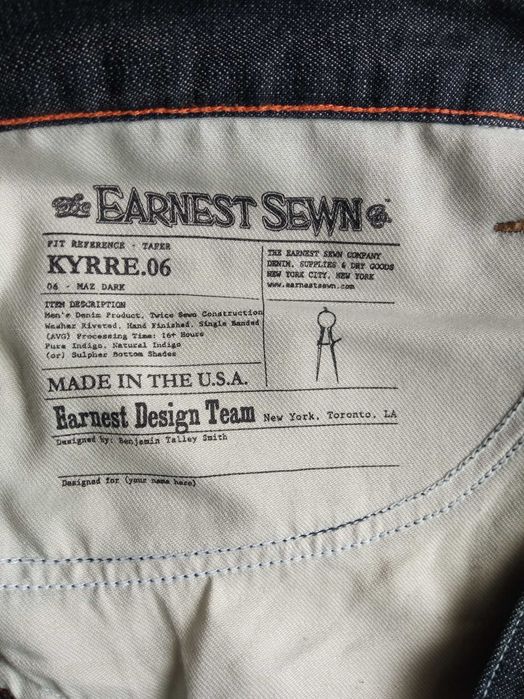 The EARNEST SEWN Co.
FIT REFERENCE - TAPER
KYRRE.06
06 - MAZ DARK
THE EARNEST SEWN COMPANY
DENIM, SUPPLIES & DRY GOODS
NEW YORK CITY, NEW YORK
www.earnestsewn.com
ITEM DESCRIPTION
Men's Denim Product, Twice Sewn Construction
Washer Riveted, Hand Finished, Single Banded
(AVG) Processing Time: 16+ Hours
Pure Indigo, Natural Indigo
(or) Sulpher Bottom Shades
MADE IN THE U.S.A.
Earnest Design Team New York, Toronto, LA
Designed by: Benjamin Talley Smith
Designed for (your name here)